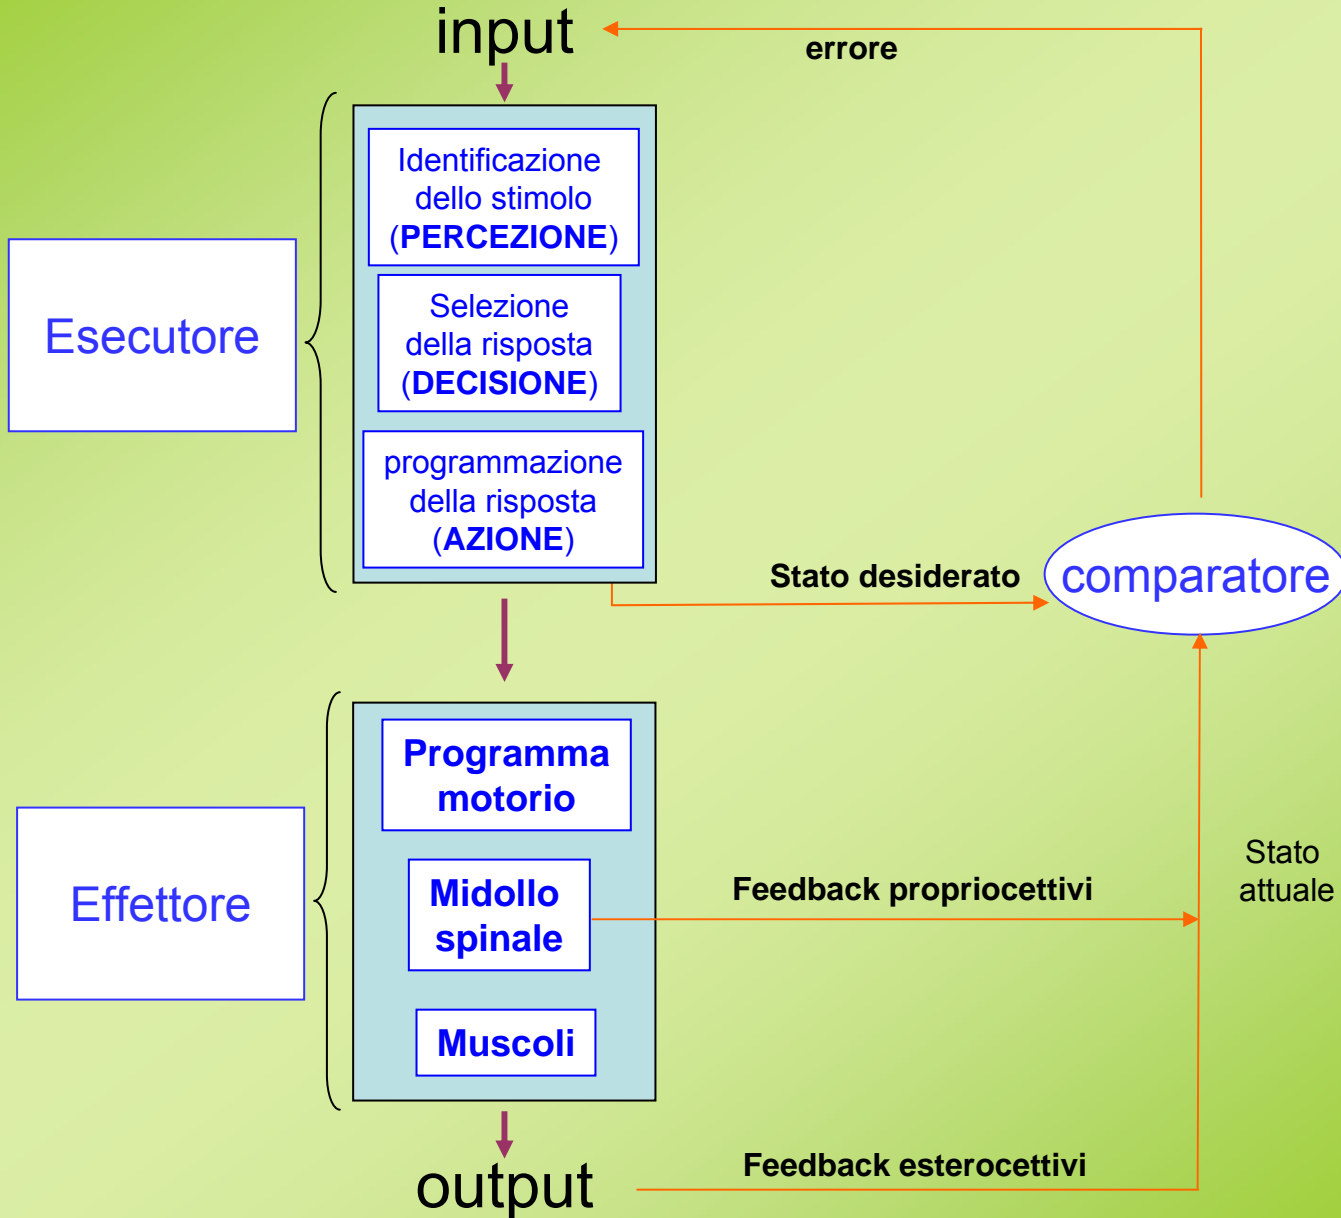 input
errore
Identificazione
dello stimolo
(PERCEZIONE)
Esecutore
Selezione
della risposta
(DECISIONE)
programmazione
della risposta
(AZIONE)
Stato desiderato
comparatore
Programma
motorio
Effettore
Midollo
spinale
Feedback propriocettivi
Stato
attuale
Muscoli
output
Feedback esterocettivi